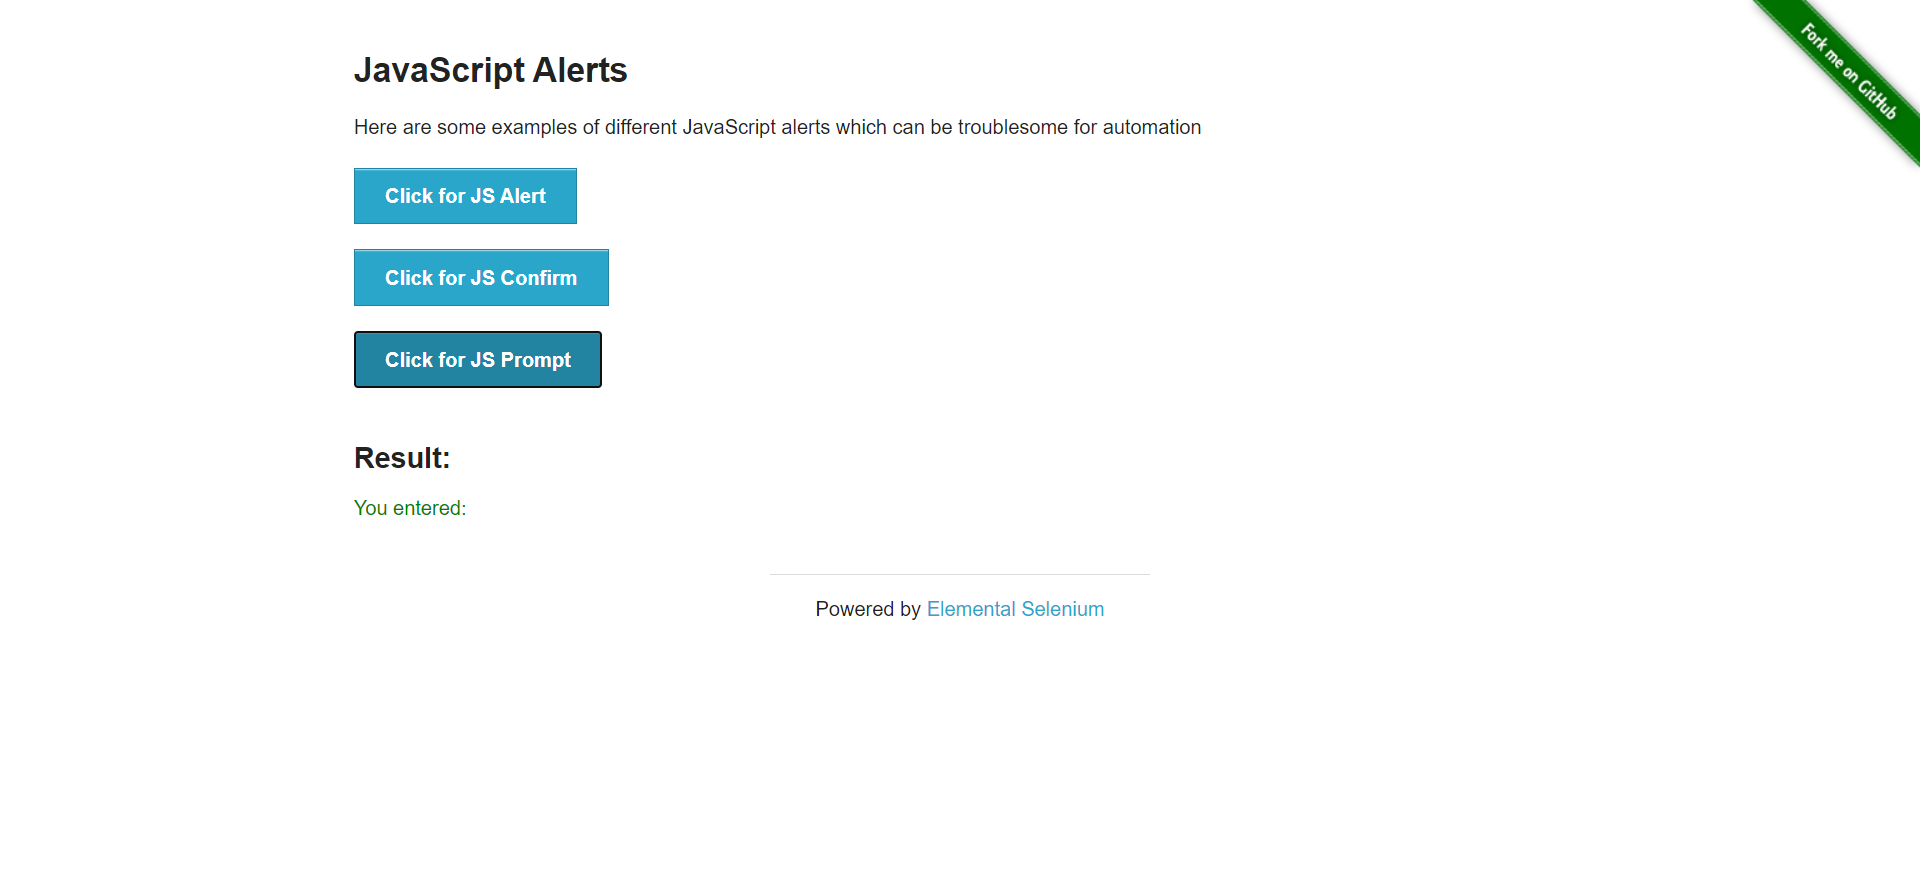 Fork me on GitHub
JavaScript Alerts
Here are some examples of different JavaScript alerts which can be troublesome for automation
Click for JS Alert
Click for JS Confirm
Click for JS Prompt
Result:
You entered:
Powered by Elemental Selenium